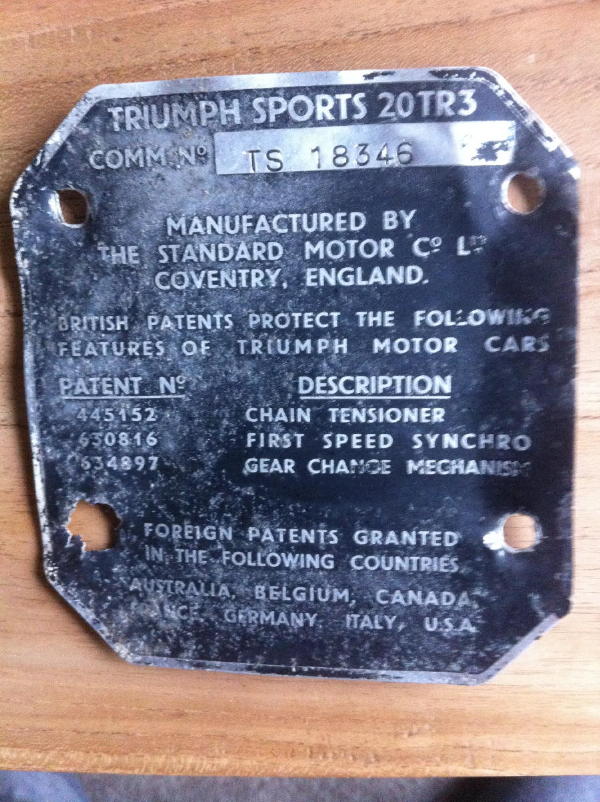 TRIUMPH SPORTS 20TR3
COMM. Nº TS 18346
MANUFACTURED BY
THE STANDARD MOTOR Cº Lᵀᴰ
COVENTRY, ENGLAND.
BRITISH PATENTS PROTECT THE FOLLOWING
FEATURES OF TRIUMPH MOTOR CARS
PATENT Nº DESCRIPTION
445152 CHAIN TENSIONER
630816 FIRST SPEED SYNCHRO
634897 GEAR CHANGE MECHANISM
FOREIGN PATENTS GRANTED
IN THE FOLLOWING COUNTRIES
AUSTRALIA, BELGIUM, CANADA,
FRANCE, GERMANY, ITALY, U.S.A.